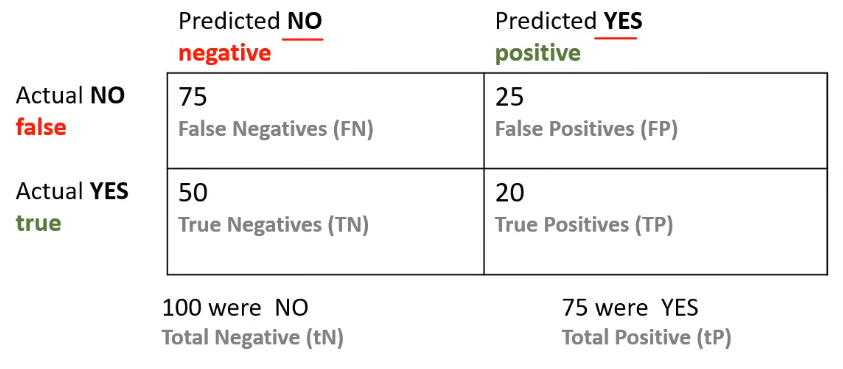 Predicted NO
negative
Predicted YES
positive
Actual NO
false
75
False Negatives (FN)
25
False Positives (FP)
Actual YES
true
50
True Negatives (TN)
20
True Positives (TP)
100 were NO
Total Negative (tN)
75 were YES
Total Positive (tP)